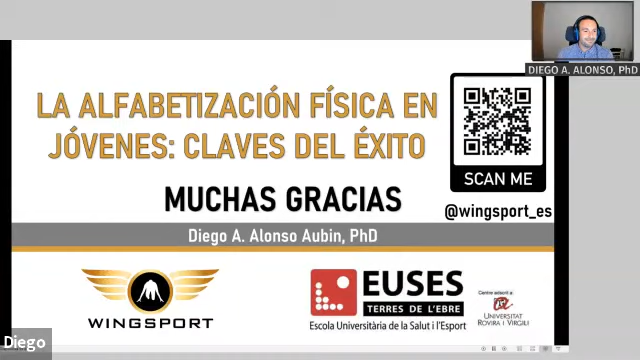 DIEGO A. ALONSO, PhD
LA ALFABETIZACIÓN FÍSICA EN
JÓVENES: CLAVES DEL ÉXITO
MUCHAS GRACIAS
SCAN ME
@wingsport_es
Diego A. Alonso Aubin, PhD
WINGSPORT
EUSES
TERRES DE L'EBRE
Escola Universitària de la Salut i l'Esport
Centre adscrit a
UNIVERSITAT
ROVIRA I VIRGILI
Diego